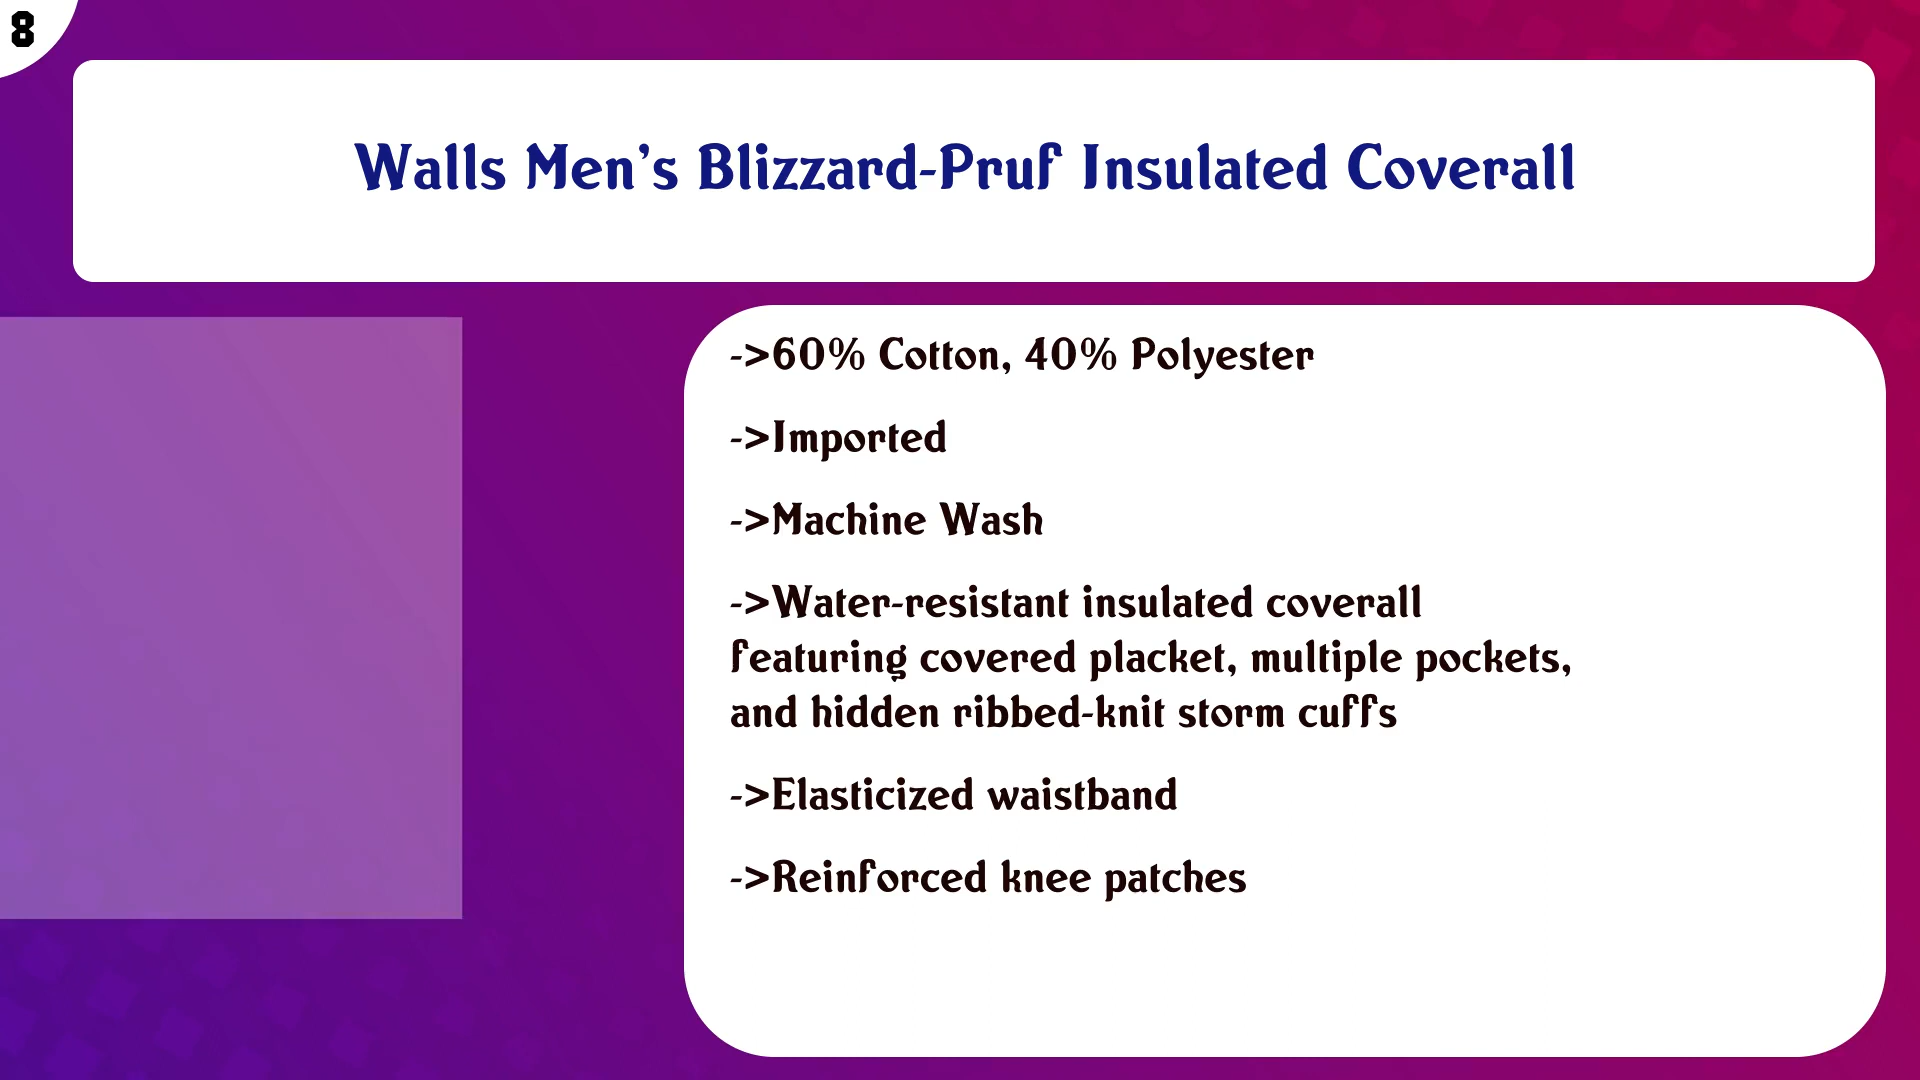 8
Walls Men's Blizzard-Pruf Insulated Coverall
->60% Cotton, 40% Polyester
->Imported
->Machine Wash
->Water-resistant insulated coverall
featuring covered placket, multiple pockets,
and hidden ribbed-knit storm cuffs
->Elasticized waistband
->Reinforced knee patches